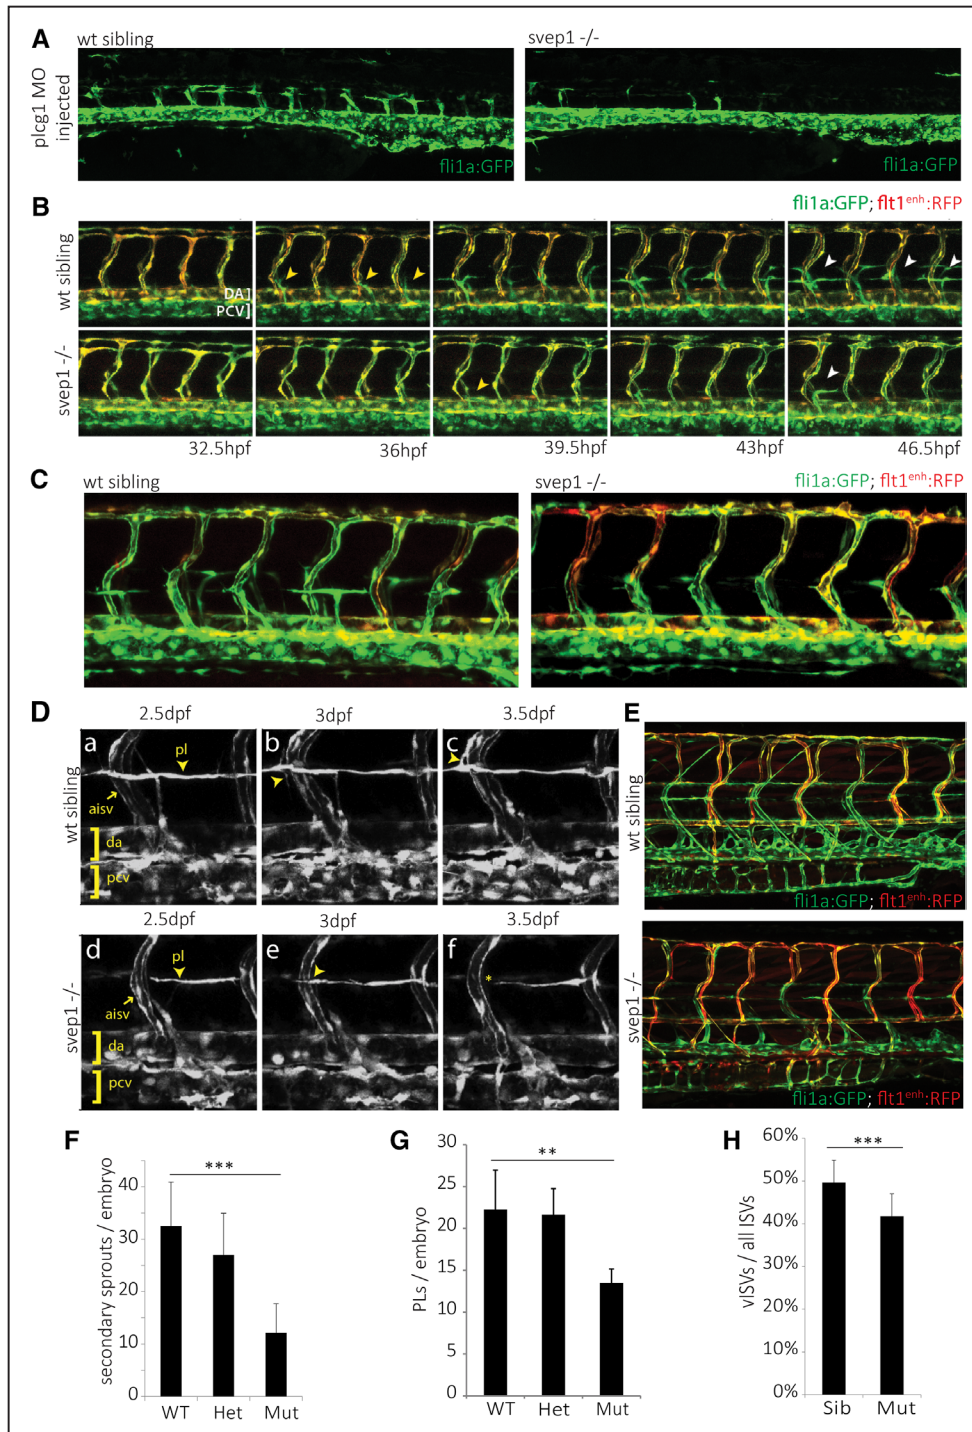 A
wt sibling
svep1 -/-
plcg1 MO
injected
fli1a:GFP
fli1a:GFP
B
fli1a:GFP; flt1enh:RFP
wt sibling
DA]
PCV]
svep1 -/-
32.5hpf
36hpf
39.5hpf
43hpf
46.5hpf
C
wt sibling
svep1 -/-
fli1a:GFP; flt1enh:RFP
D
2.5dpf
3dpf
3.5dpf
wt sibling
a
pl
aisv
da
pcv
b
c
2.5dpf
3dpf
3.5dpf
svep1 -/-
d
pl
aisv
da
pcv
e
f
*
E
wt sibling
fli1a:GFP; flt1enh:RFP
svep1 -/-
fli1a:GFP; flt1enh:RFP
F
secondary sprouts / embryo
40
30
20
10
0
***
WT
Het
Mut
G
PLs / embryo
30
25
20
15
10
5
0
**
WT
Het
Mut
H
vISVs / all ISVs
60%
50%
40%
30%
20%
10%
0%
***
Sib
Mut